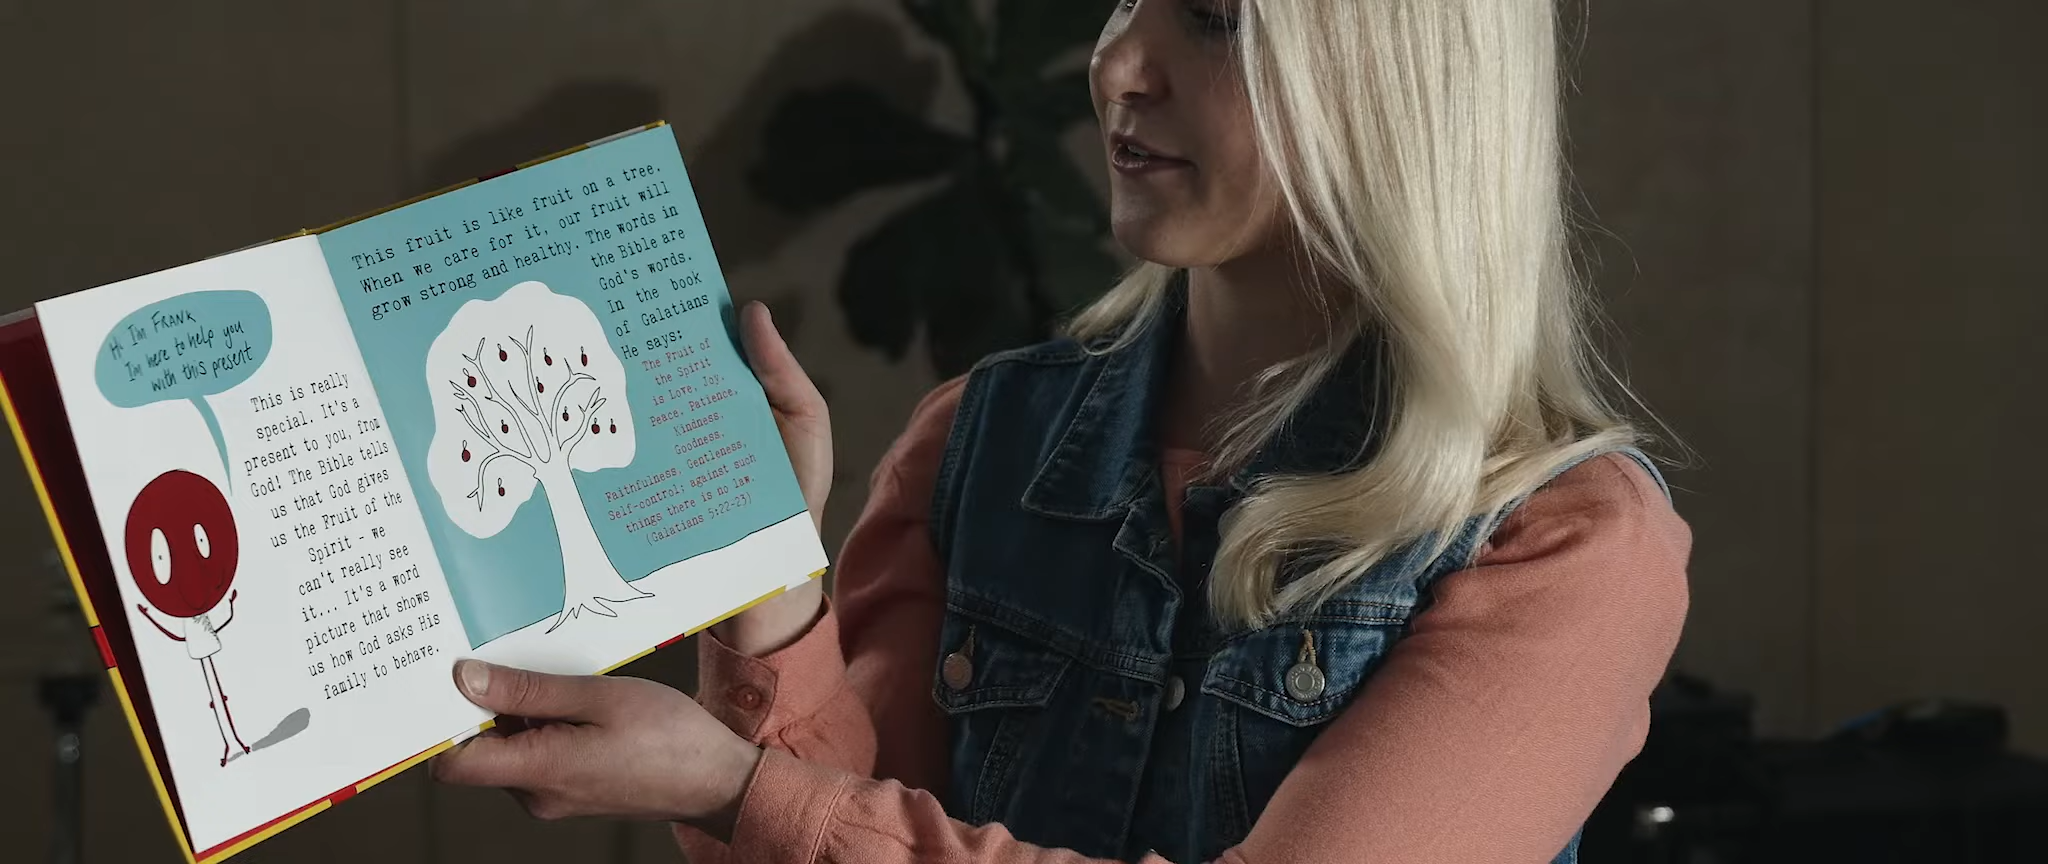 Hi I'm FRANK
I'm here to help you
with this present
This is really
special. It's a
present to you, from
God! The Bible tells
us that God gives
us the Fruit of the
Spirit - we
can't really see
it... It's a word
picture that shows
us how God asks His
family to behave.
This fruit is like fruit on a tree.
When we care for it, our fruit will
grow strong and healthy. The words in
the Bible are
God's words.
In the book
of Galatians
He says:
The Fruit of
the Spirit
is Love, Joy,
Peace, Patience,
Kindness,
Goodness,
Faithfulness, Gentleness,
Self-control; against such
things there is no law.
(Galatians 5:22-23)